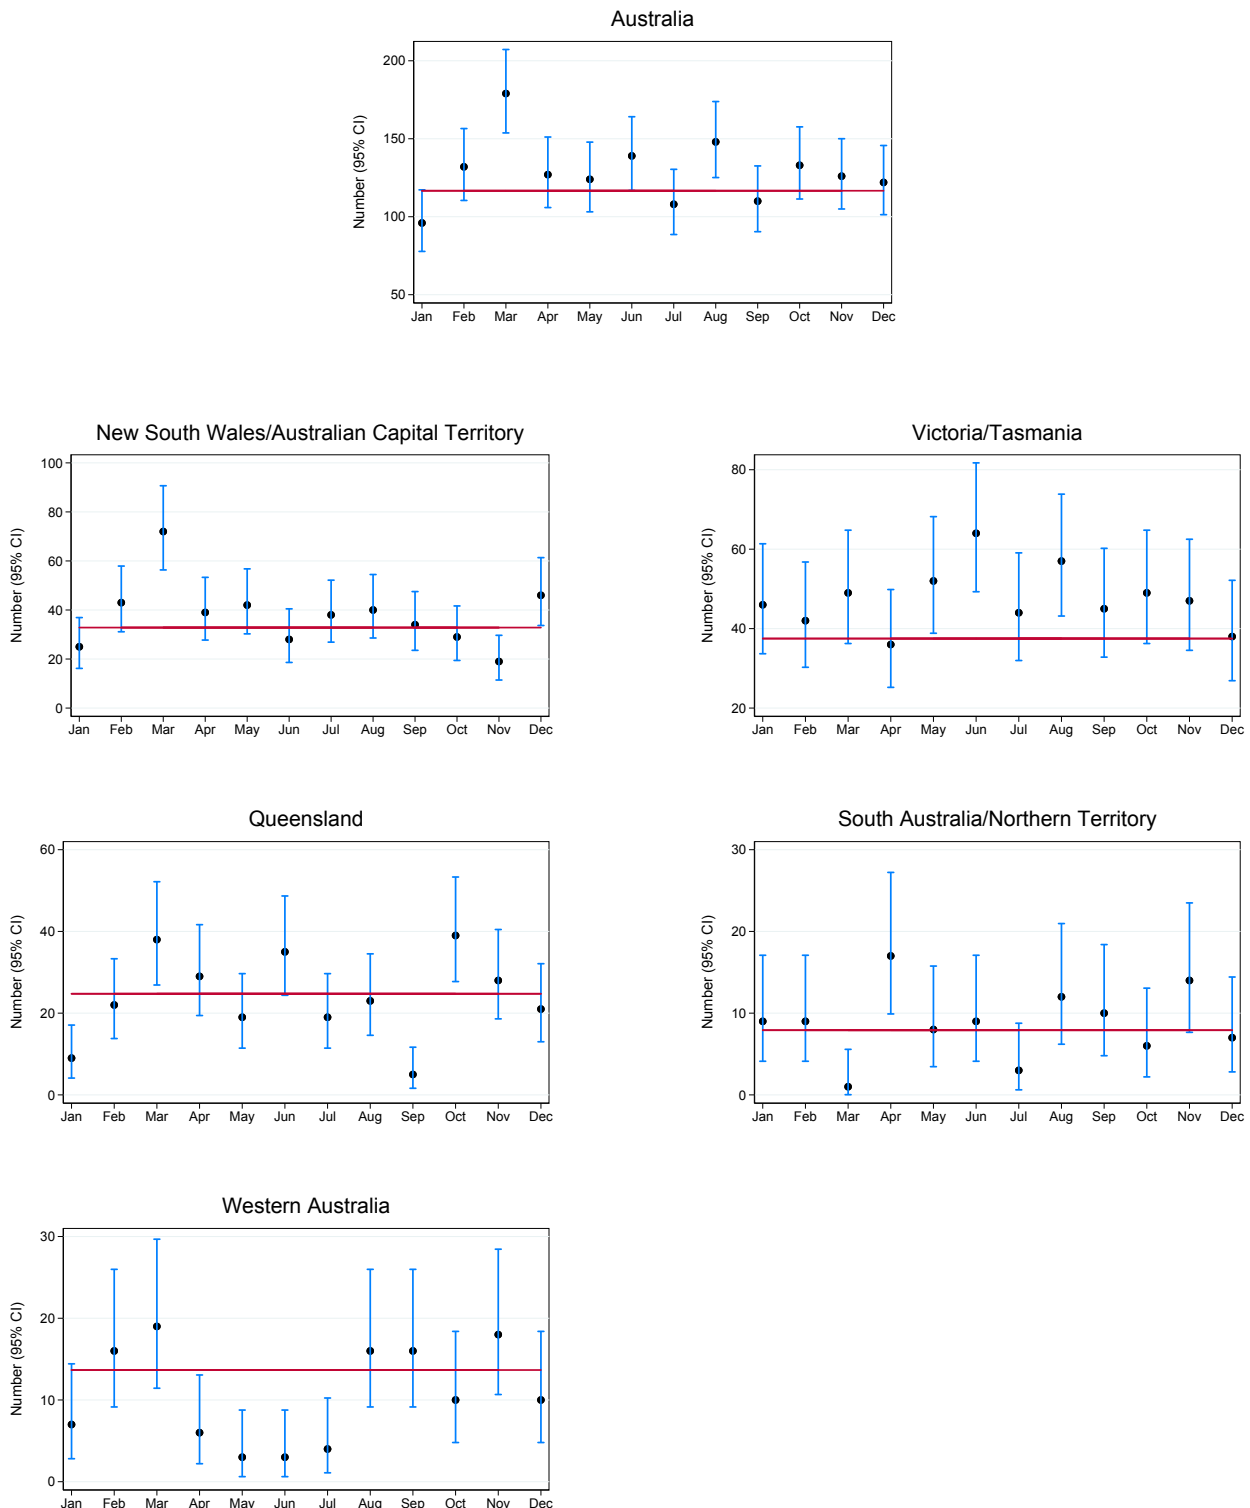 Australia
Number (95% CI)
200
150
100
50
Jan Feb Mar Apr May Jun Jul Aug Sep Oct Nov Dec
New South Wales/Australian Capital Territory
Number (95% CI)
100
80
60
40
20
0
Jan Feb Mar Apr May Jun Jul Aug Sep Oct Nov Dec
Victoria/Tasmania
Number (95% CI)
80
60
40
20
Jan Feb Mar Apr May Jun Jul Aug Sep Oct Nov Dec
Queensland
Number (95% CI)
60
40
20
0
Jan Feb Mar Apr May Jun Jul Aug Sep Oct Nov Dec
South Australia/Northern Territory
Number (95% CI)
30
20
10
0
Jan Feb Mar Apr May Jun Jul Aug Sep Oct Nov Dec
Western Australia
Number (95% CI)
30
20
10
0
Jan Feb Mar Apr May Jun Jul Aug Sep Oct Nov Dec